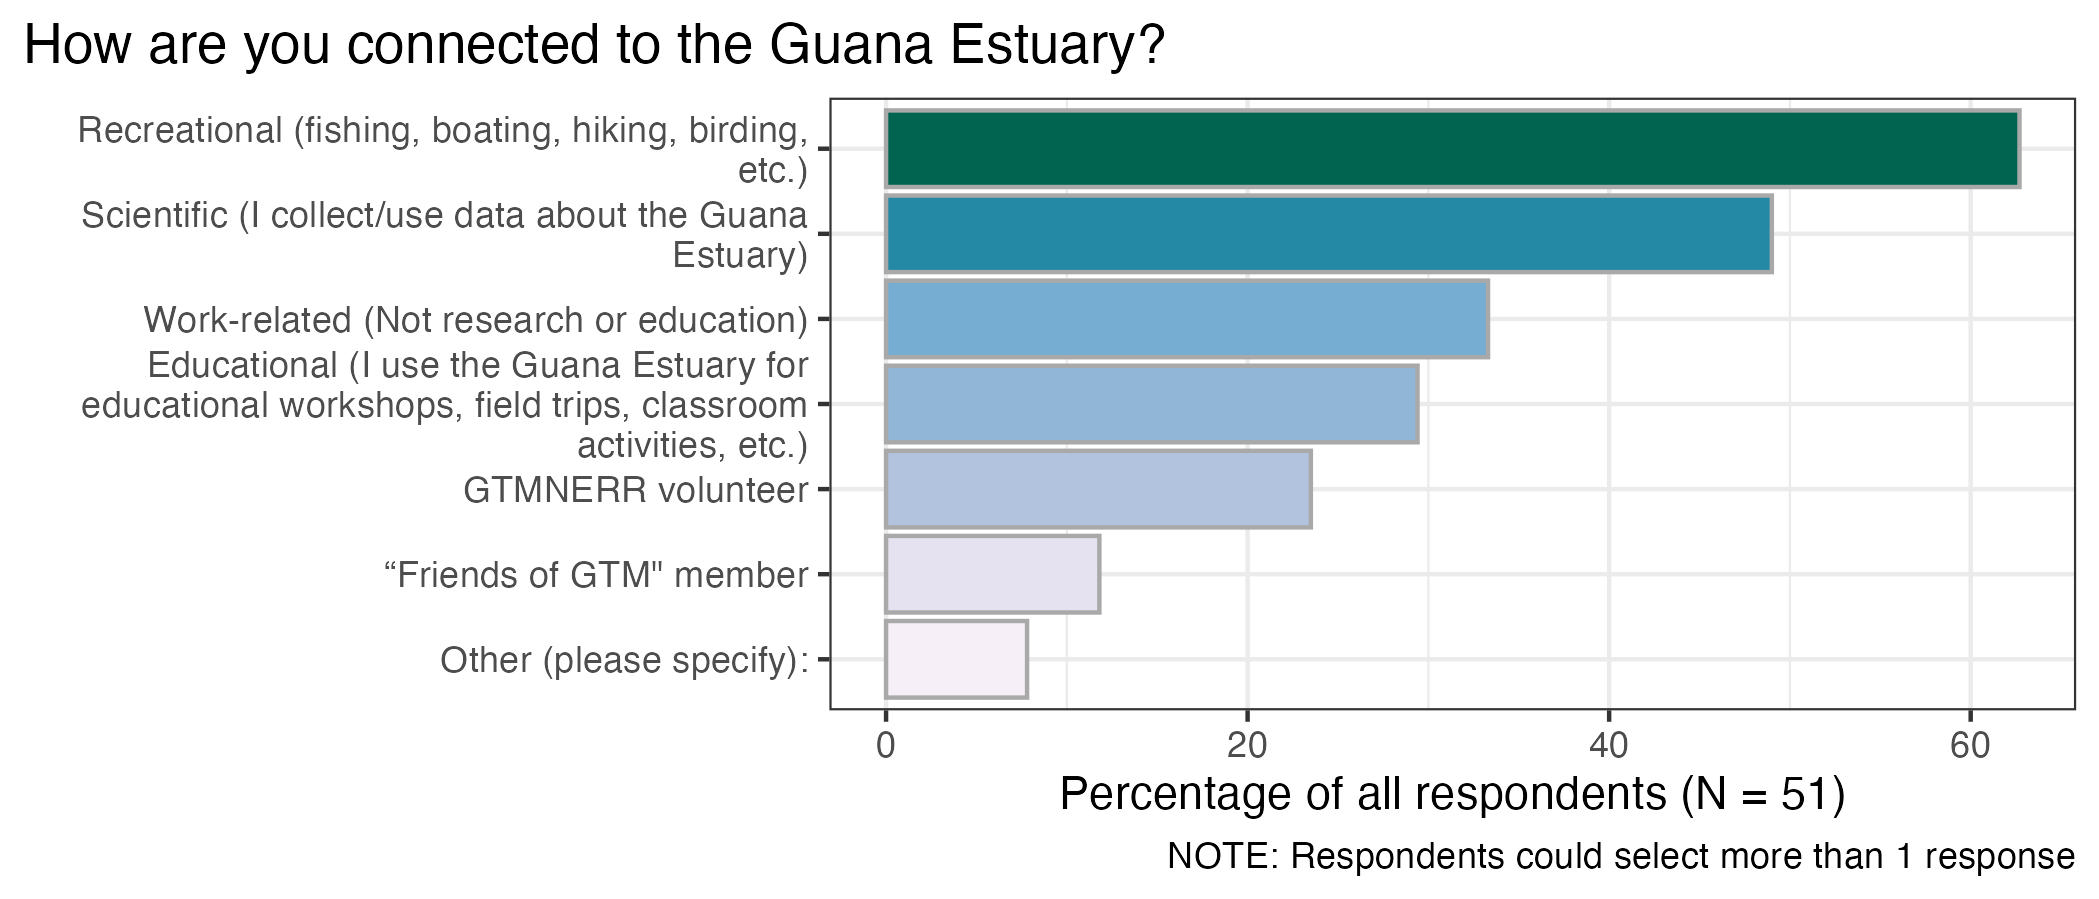 How are you connected to the Guana Estuary?
Recreational (fishing, boating, hiking, birding,
etc.)
Scientific (I collect/use data about the Guana
Estuary)
Work-related (Not research or education)
Educational (I use the Guana Estuary for
educational workshops, field trips, classroom
activities, etc.)
GTMNERR volunteer
“Friends of GTM" member
Other (please specify):
0 20 40 60
Percentage of all respondents (N = 51)
NOTE: Respondents could select more than 1 response